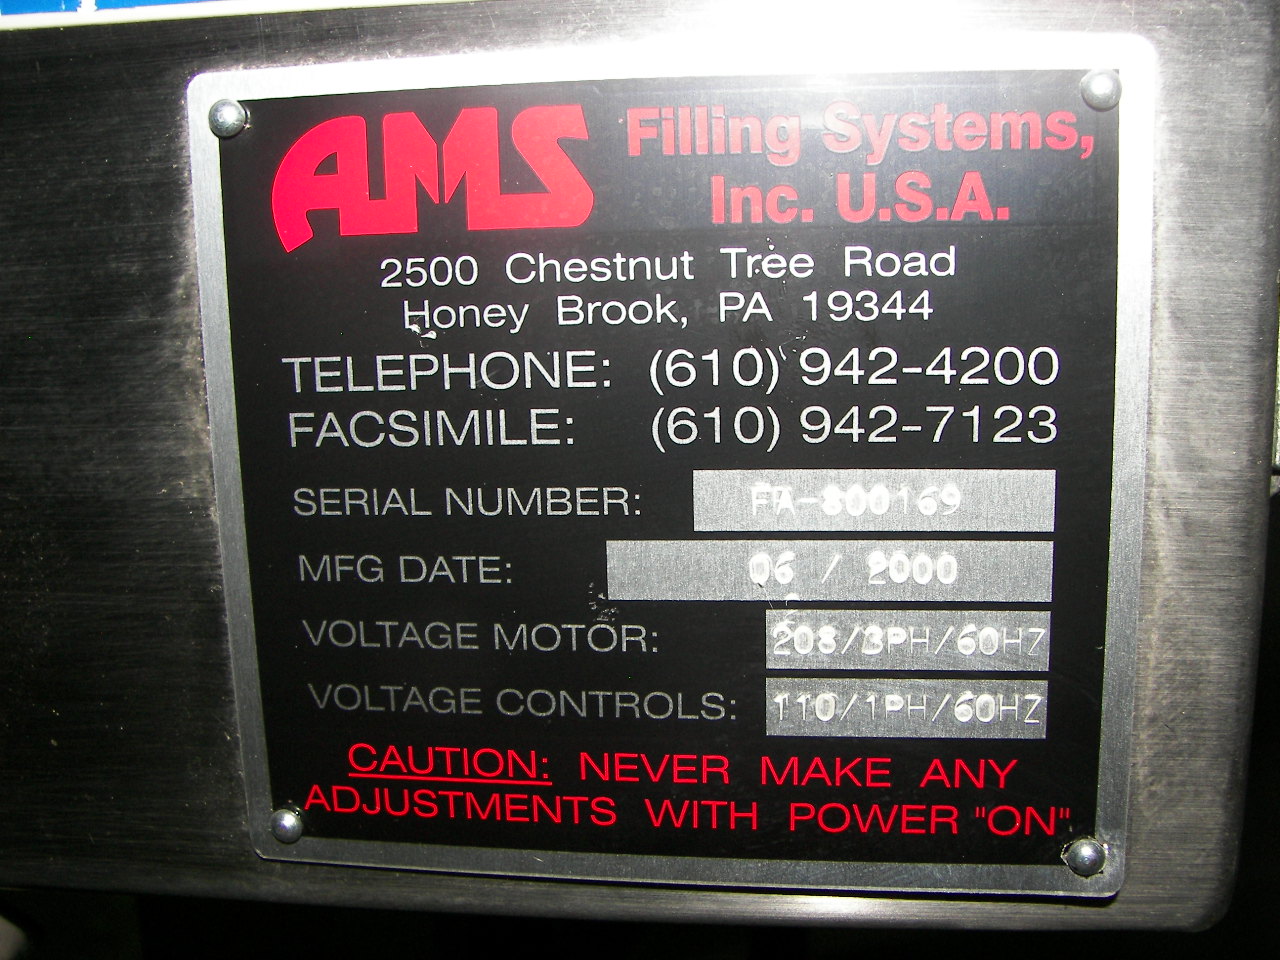 AMS Filling Systems,
Inc. U.S.A.
2500 Chestnut Tree Road
Honey Brook, PA 19344
TELEPHONE: (610) 942-4200
FACSIMILE: (610) 942-7123
SERIAL NUMBER: FA-800169
MFG DATE: 06 / 2000
VOLTAGE MOTOR: 208/3PH/60HZ
VOLTAGE CONTROLS: 110/1PH/60HZ
CAUTION: NEVER MAKE ANY
ADJUSTMENTS WITH POWER "ON"